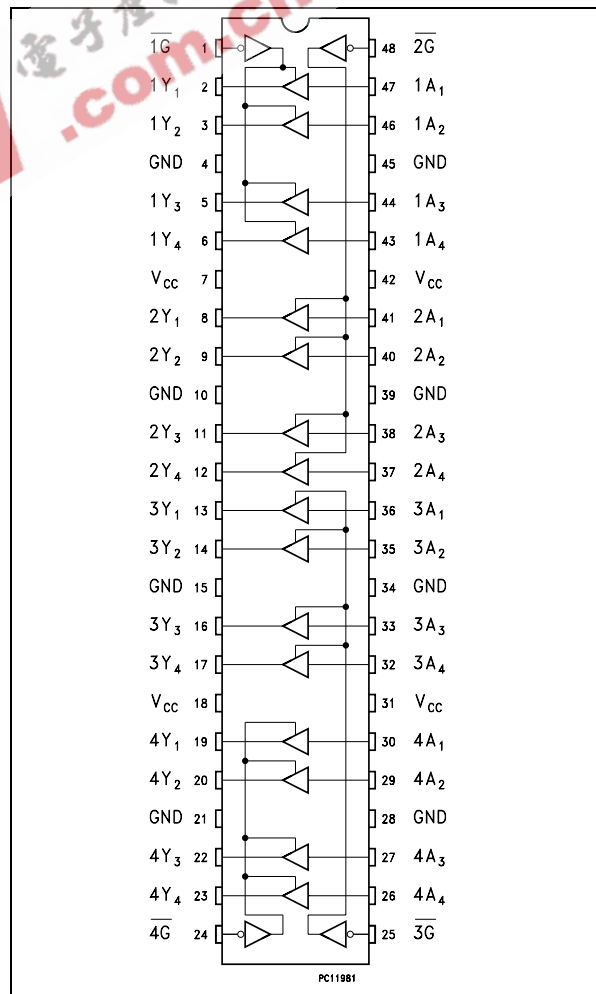 電子產
.com.cn
1G 1 48 2G
1Y1 2 47 1A1
1Y2 3 46 1A2
GND 4 45 GND
1Y3 5 44 1A3
1Y4 6 43 1A4
VCC 7 42 VCC
2Y1 8 41 2A1
2Y2 9 40 2A2
GND 10 39 GND
2Y3 11 38 2A3
2Y4 12 37 2A4
3Y1 13 36 3A1
3Y2 14 35 3A2
GND 15 34 GND
3Y3 16 33 3A3
3Y4 17 32 3A4
VCC 18 31 VCC
4Y1 19 30 4A1
4Y2 20 29 4A2
GND 21 28 GND
4Y3 22 27 4A3
4Y4 23 26 4A4
4G 24 25 3G
PC11981